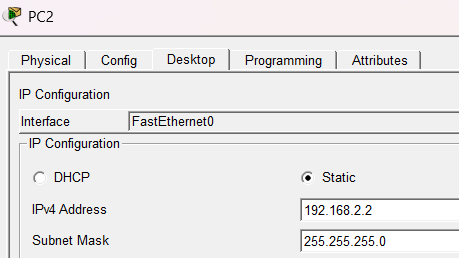 PC2
Physical Config Desktop Programming Attributes
IP Configuration
Interface FastEthernet0
IP Configuration
DHCP Static
IPv4 Address 192.168.2.2
Subnet Mask 255.255.255.0